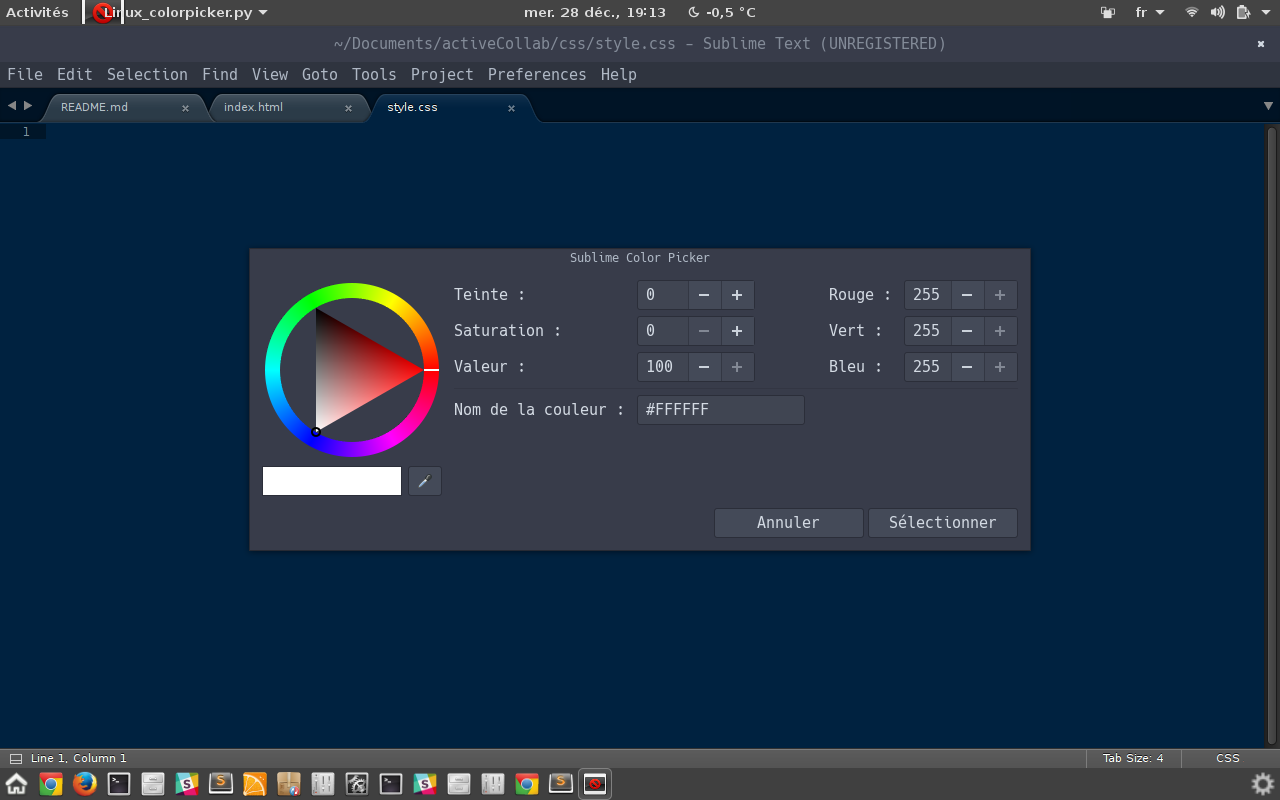 Activités Linux_colorpicker.py mer. 28 déc., 19:13 -0,5 °C fr
~/Documents/activeCollab/css/style.css – Sublime Text (UNREGISTERED)
File Edit Selection Find View Goto Tools Project Preferences Help
README.md index.html style.css
1
Sublime Color Picker
Teinte : 0 Rouge : 255
Saturation : 0 Vert : 255
Valeur : 100 Bleu : 255
Nom de la couleur : #FFFFFF
Annuler Sélectionner
Line 1, Column 1 Tab Size: 4 CSS